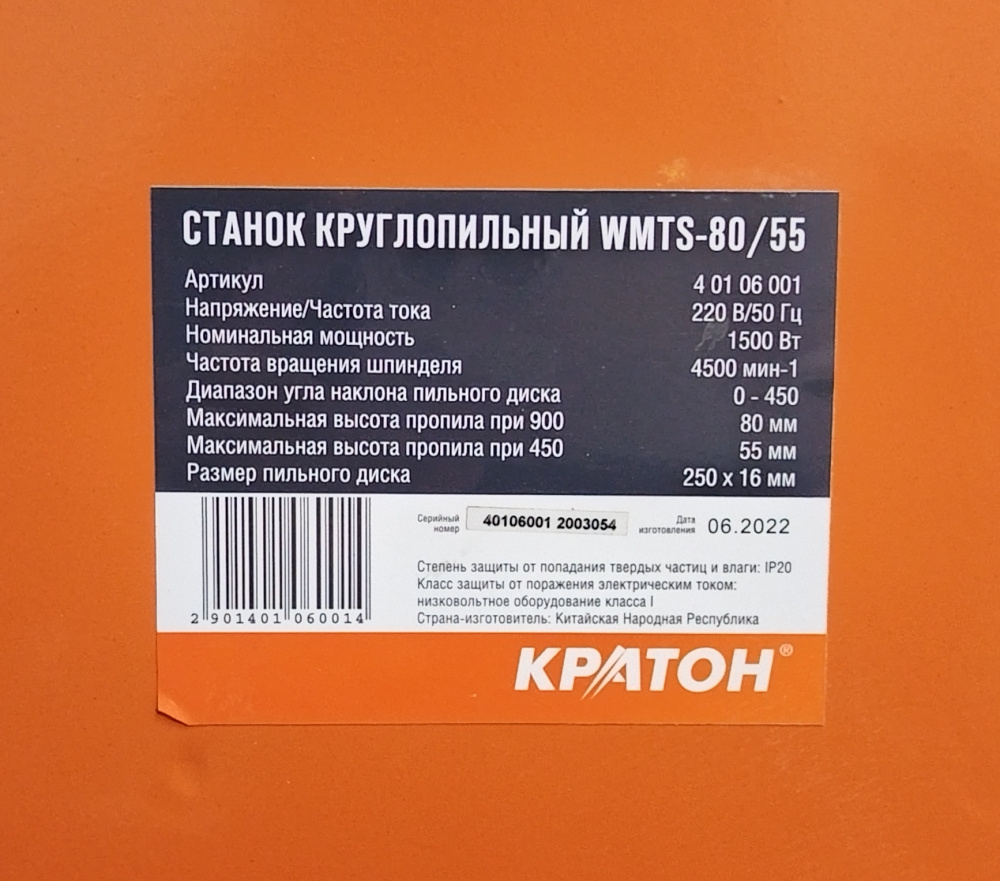 СТАНОК КРУГЛОПИЛЬНЫЙ WMTS-80/55
Артикул 4 01 06 001
Напряжение/Частота тока 220 В/50 Гц
Номинальная мощность 1500 Вт
Частота вращения шпинделя 4500 мин-1
Диапазон угла наклона пильного диска 0 - 450
Максимальная высота пропила при 900 80 мм
Максимальная высота пропила при 450 55 мм
Размер пильного диска 250 х 16 мм
Серийный номер 40106001 2003054 Дата изготовления 06.2022
Степень защиты от попадания твердых частиц и влаги: IP20
Класс защиты от поражения электрическим током:
низковольтное оборудование класса I
Страна-изготовитель: Китайская Народная Республика
2 901401 060014
КРАТОН®